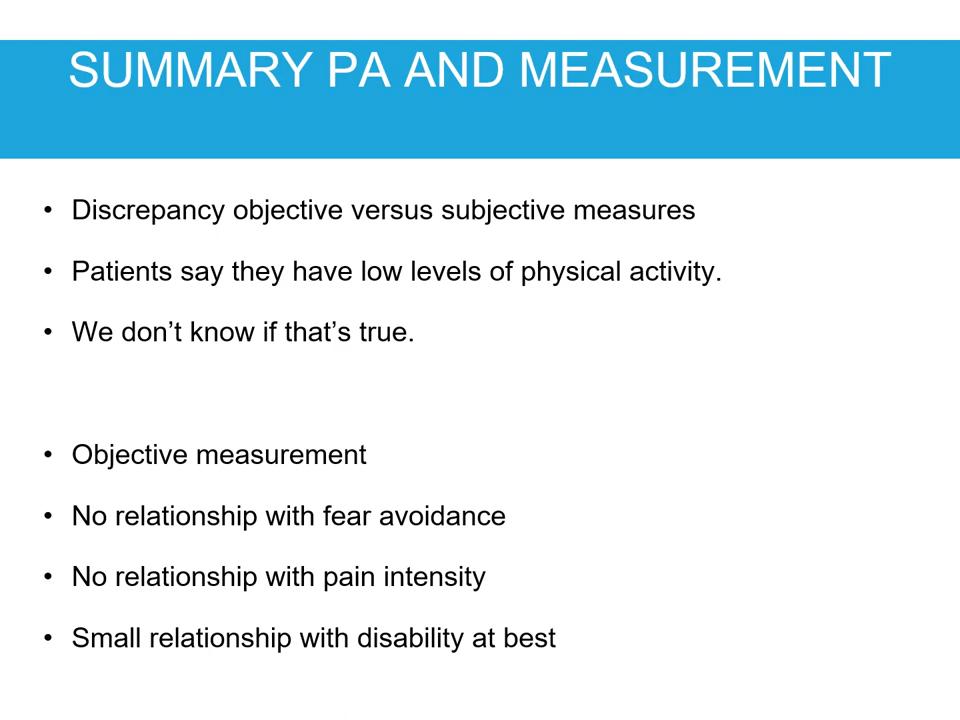 SUMMARY PA AND MEASUREMENT
• Discrepancy objective versus subjective measures
• Patients say they have low levels of physical activity.
• We don’t know if that’s true.
• Objective measurement
• No relationship with fear avoidance
• No relationship with pain intensity
• Small relationship with disability at best